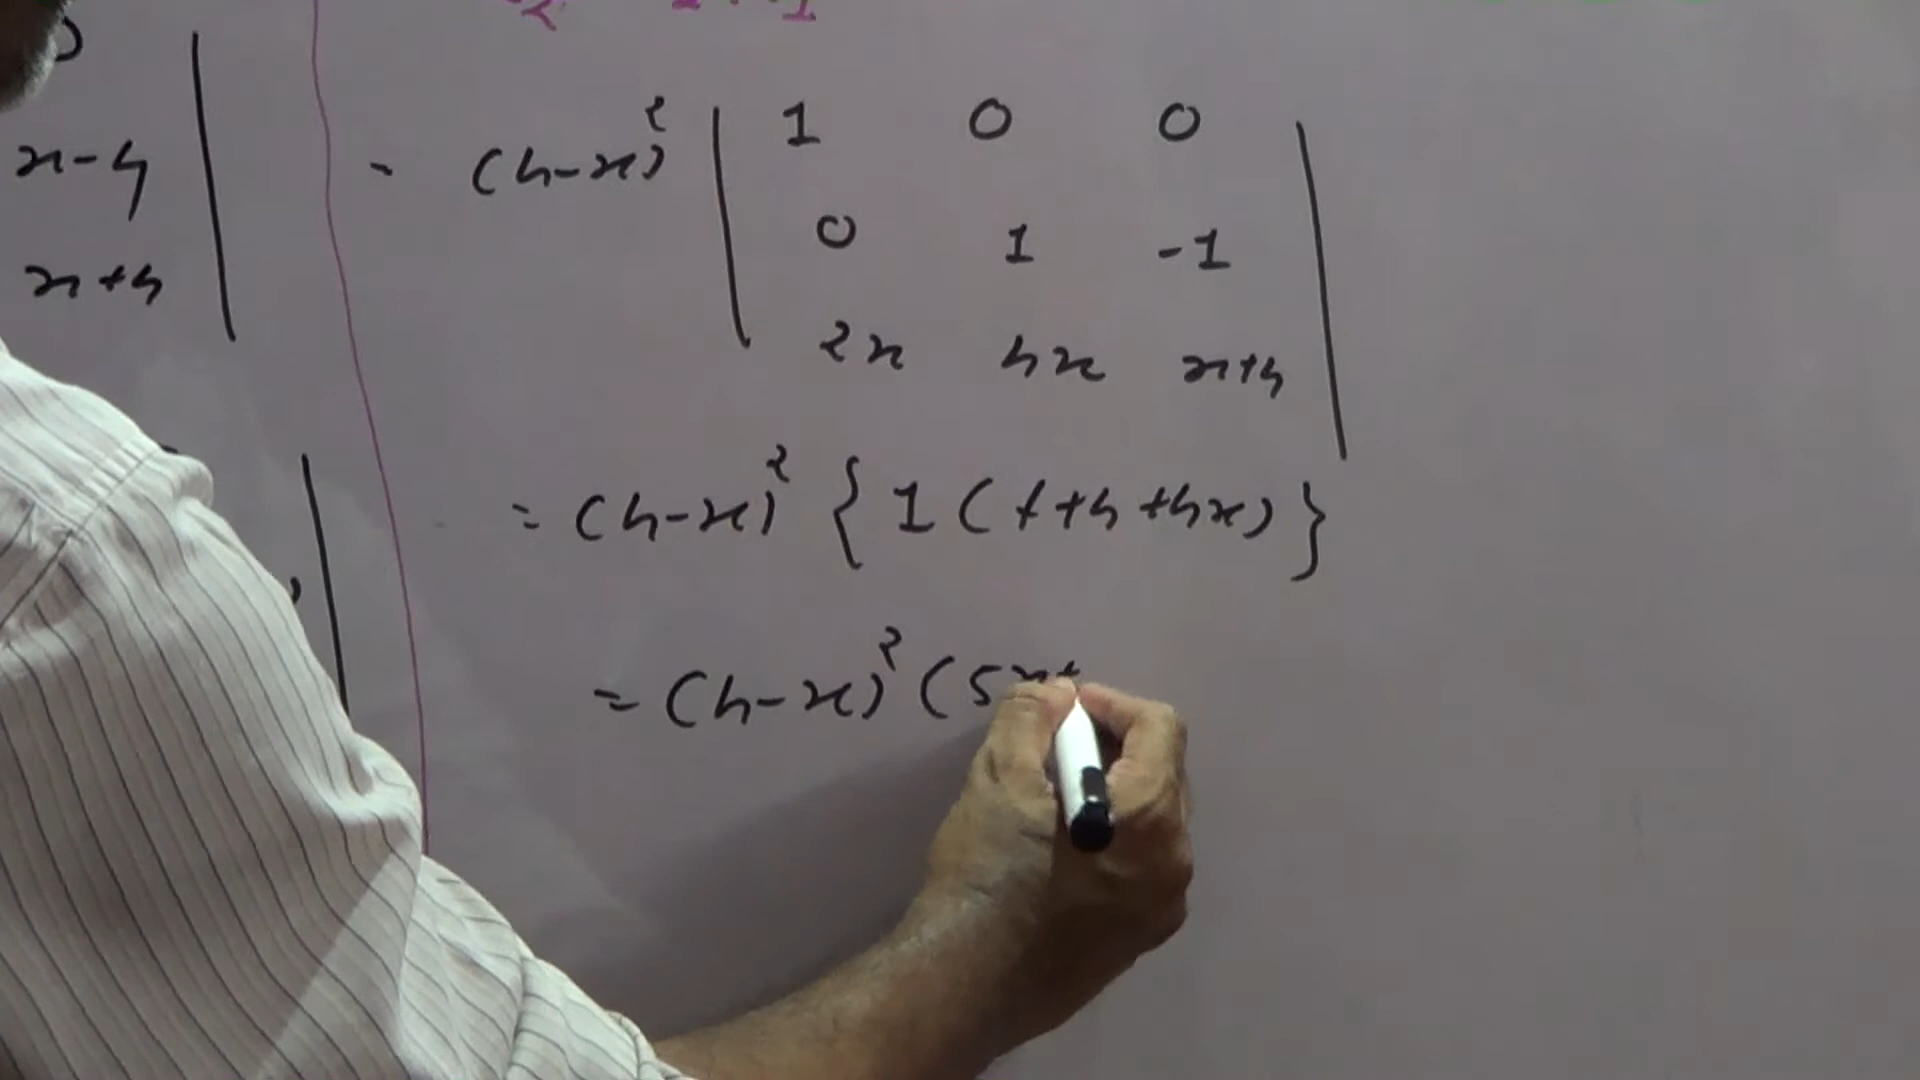 x-4
x+4
= (4-x)² | 1 0 0
0 1 -1
2x 4x x+4 |
= (4-x)² { 1 ( x+4 +4x) }
= (4-x)² (5x+